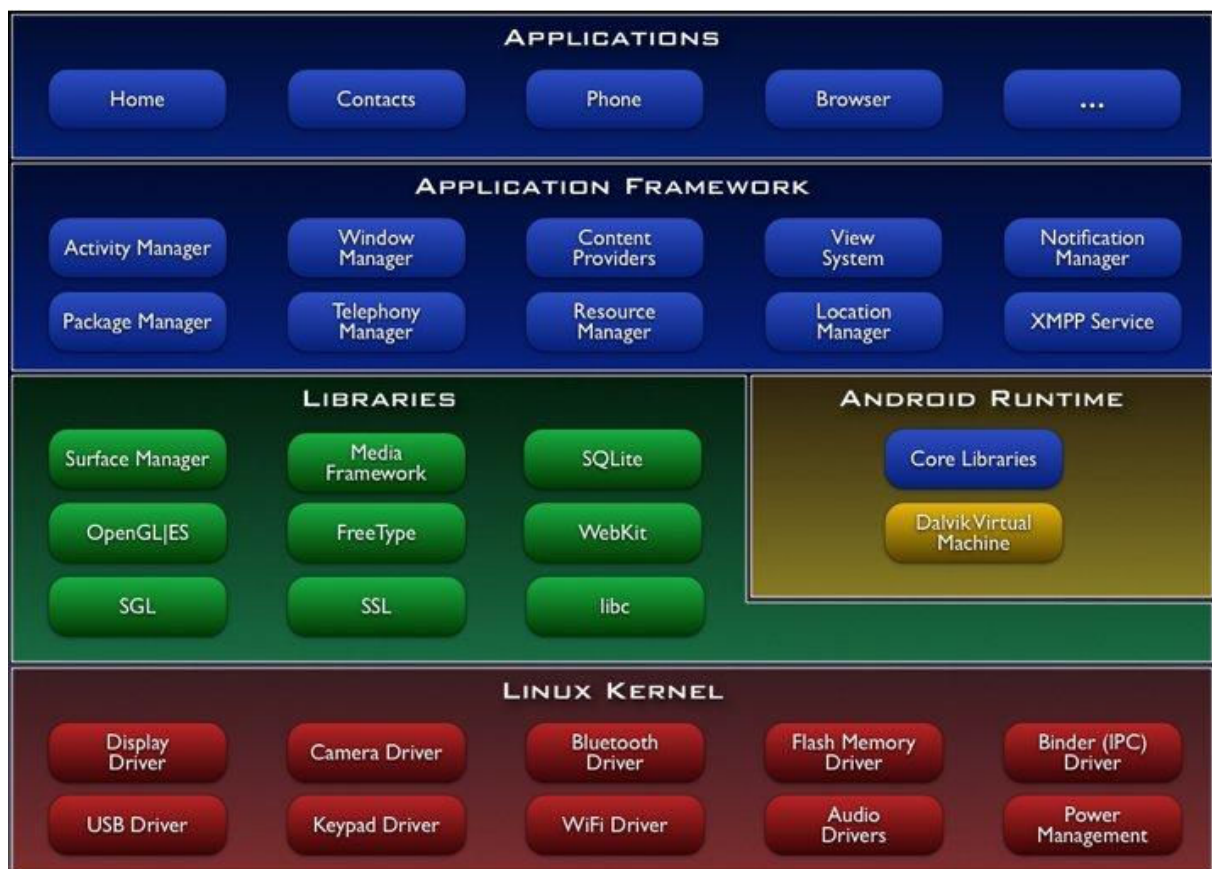 APPLICATIONS
Home
Contacts
Phone
Browser
...
APPLICATION FRAMEWORK
Activity Manager
Window
Manager
Content
Providers
View
System
Notification
Manager
Package Manager
Telephony
Manager
Resource
Manager
Location
Manager
XMPP Service
LIBRARIES
Surface Manager
Media
Framework
SQLite
OpenGL|ES
FreeType
WebKit
SGL
SSL
libc
ANDROID RUNTIME
Core Libraries
Dalvik Virtual
Machine
LINUX KERNEL
Display
Driver
Camera Driver
Bluetooth
Driver
Flash Memory
Driver
Binder (IPC)
Driver
USB Driver
Keypad Driver
WiFi Driver
Audio
Drivers
Power
Management